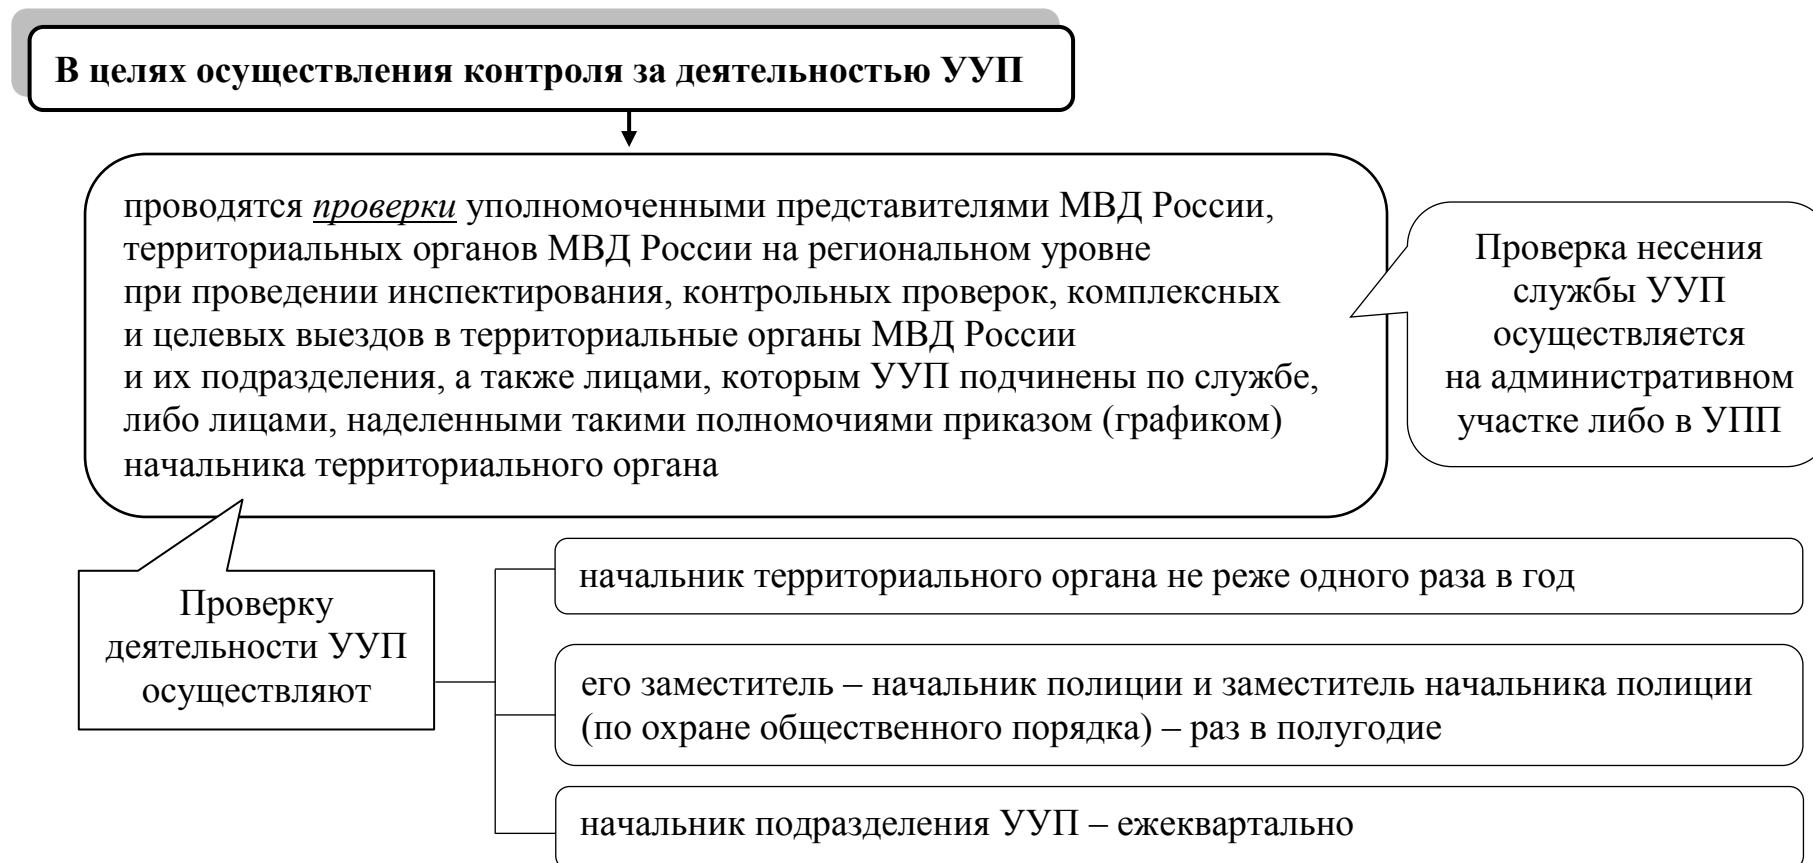 В целях осуществления контроля за деятельностью УУП
проводятся проверки уполномоченными представителями МВД России,
территориальных органов МВД России на региональном уровне
при проведении инспектирования, контрольных проверок, комплексных
и целевых выездов в территориальные органы МВД России
и их подразделения, а также лицами, которым УУП подчинены по службе,
либо лицами, наделенными такими полномочиями приказом (графиком)
начальника территориального органа
Проверка несения
службы УУП
осуществляется
на административном
участке либо в УПП
Проверку
деятельности УУП
осуществляют
начальник территориального органа не реже одного раза в год
его заместитель – начальник полиции и заместитель начальника полиции
(по охране общественного порядка) – раз в полугодие
начальник подразделения УУП – ежеквартально